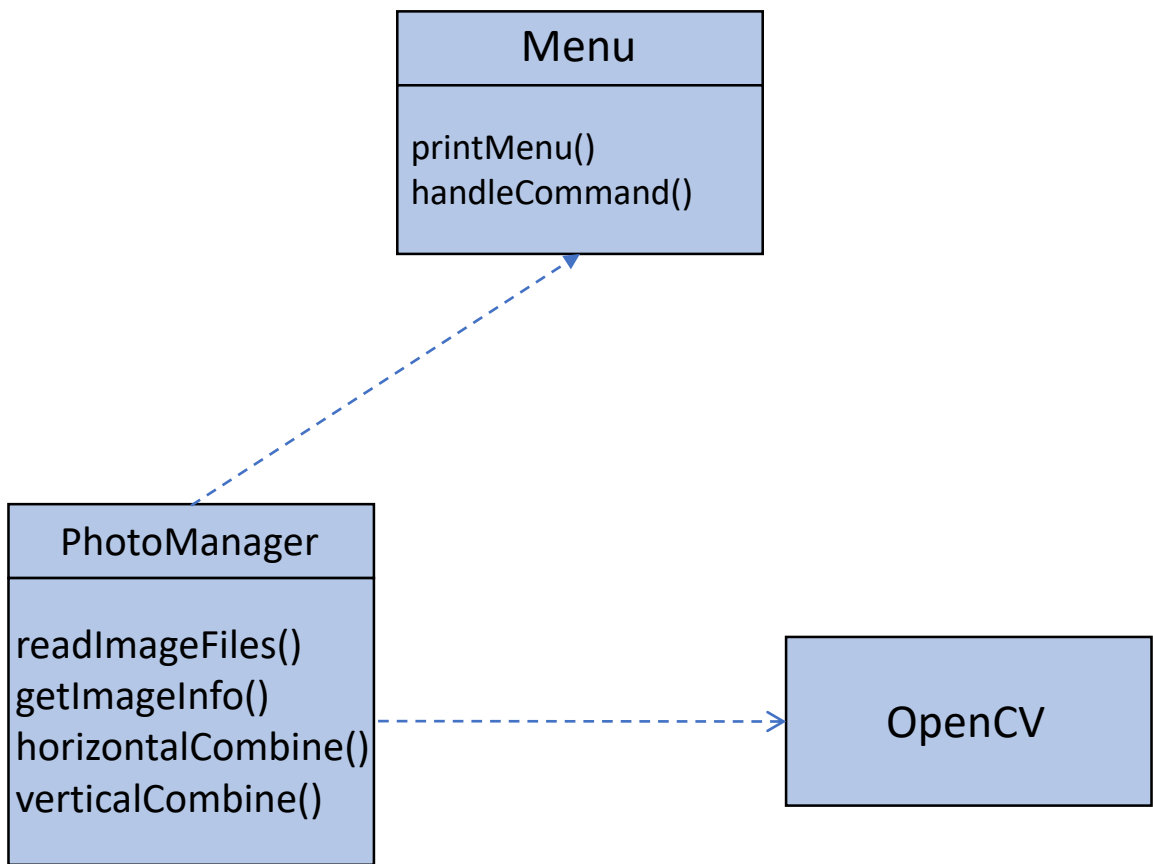 Menu
printMenu()
handleCommand()
PhotoManager
readImageFiles()
getImageInfo()
horizontalCombine()
verticalCombine()
OpenCV